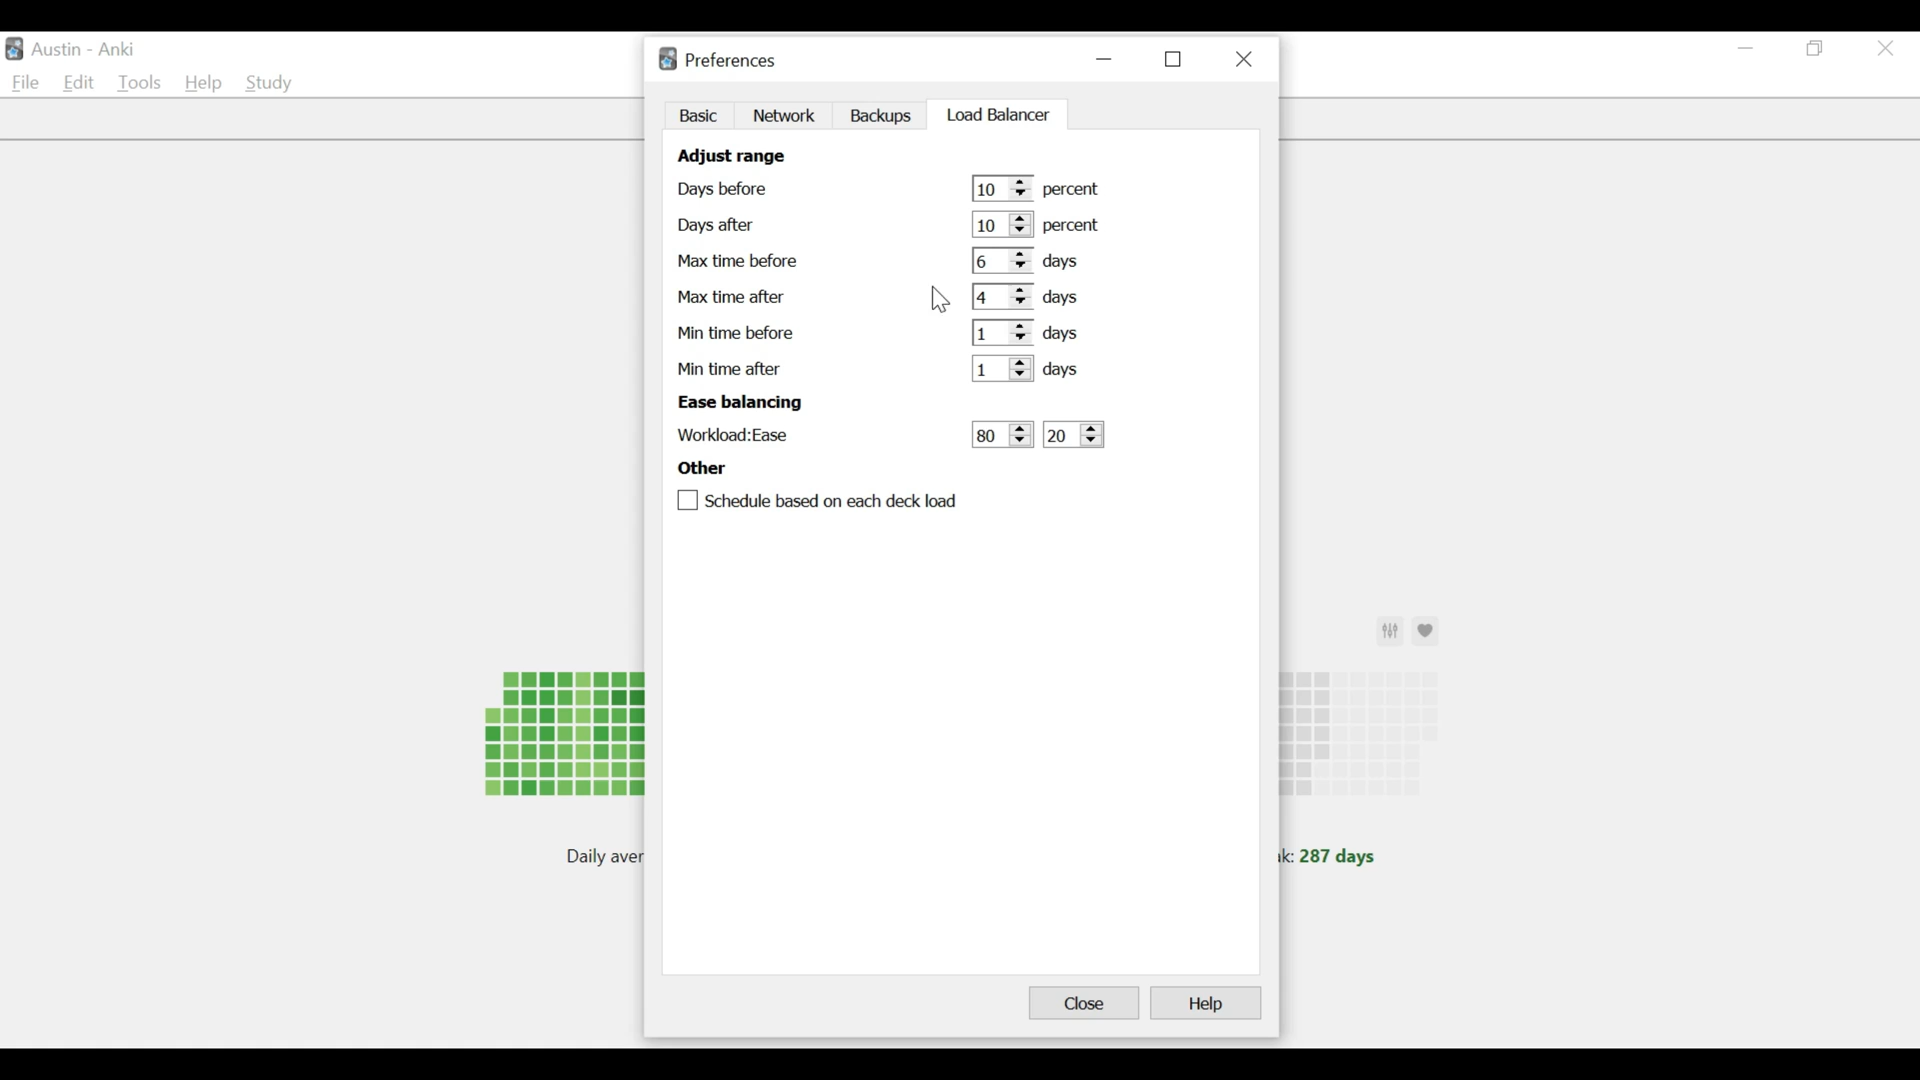 Austin - Anki
File Edit Tools Help Study
Preferences
Basic Network Backups Load Balancer
Adjust range
Days before 10 percent
Days after 10 percent
Max time before 6 days
Max time after 4 days
Min time before 1 days
Min time after 1 days
Ease balancing
Workload:Ease 80 20
Other
Schedule based on each deck load
Daily aver
k: 287 days
Close Help